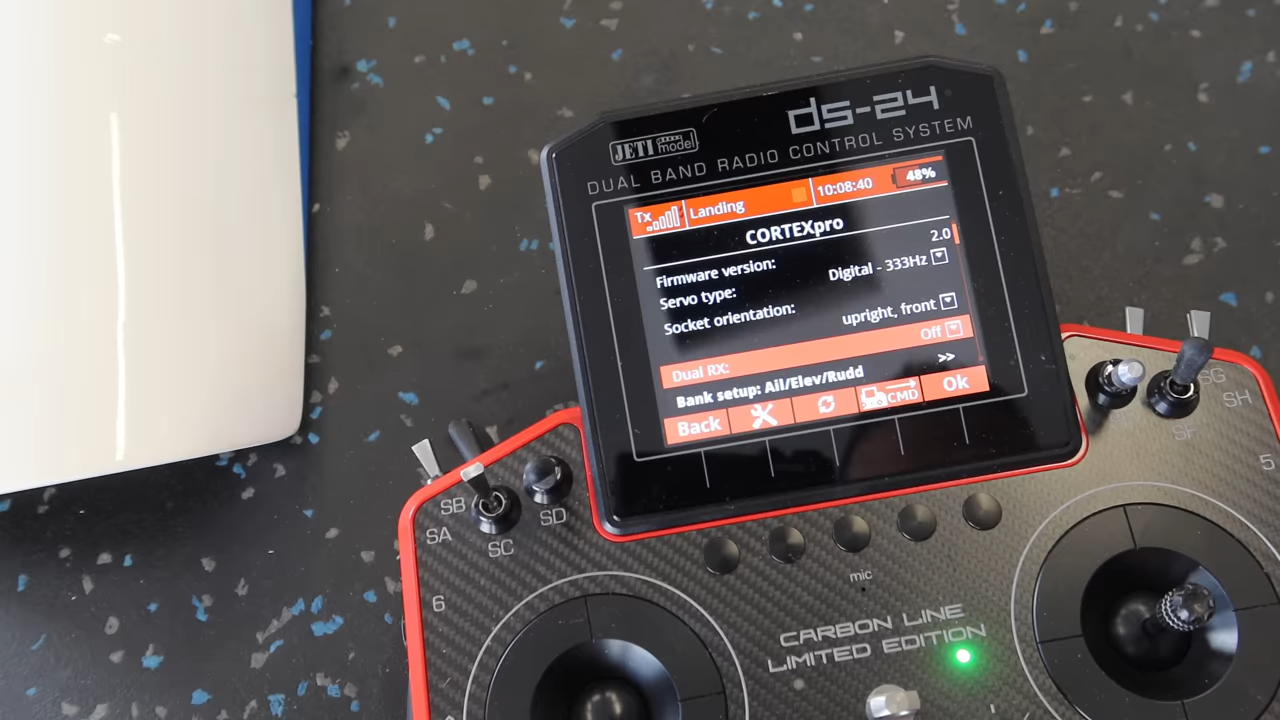 ds-24
JETI model
DUAL BAND RADIO CONTROL SYSTEM
Tx Landing 10:08:40 48%
CORTEXpro
Firmware version: 2.0
Servo type: Digital - 333Hz
Socket orientation: upright, front
Dual RX: Off
Bank setup: Ail/Elev/Rudd >>
Back CMD Ok
SB
SA
SC
SD
SG
SH
SF
5
6
mic
CARBON LINE
LIMITED EDITION